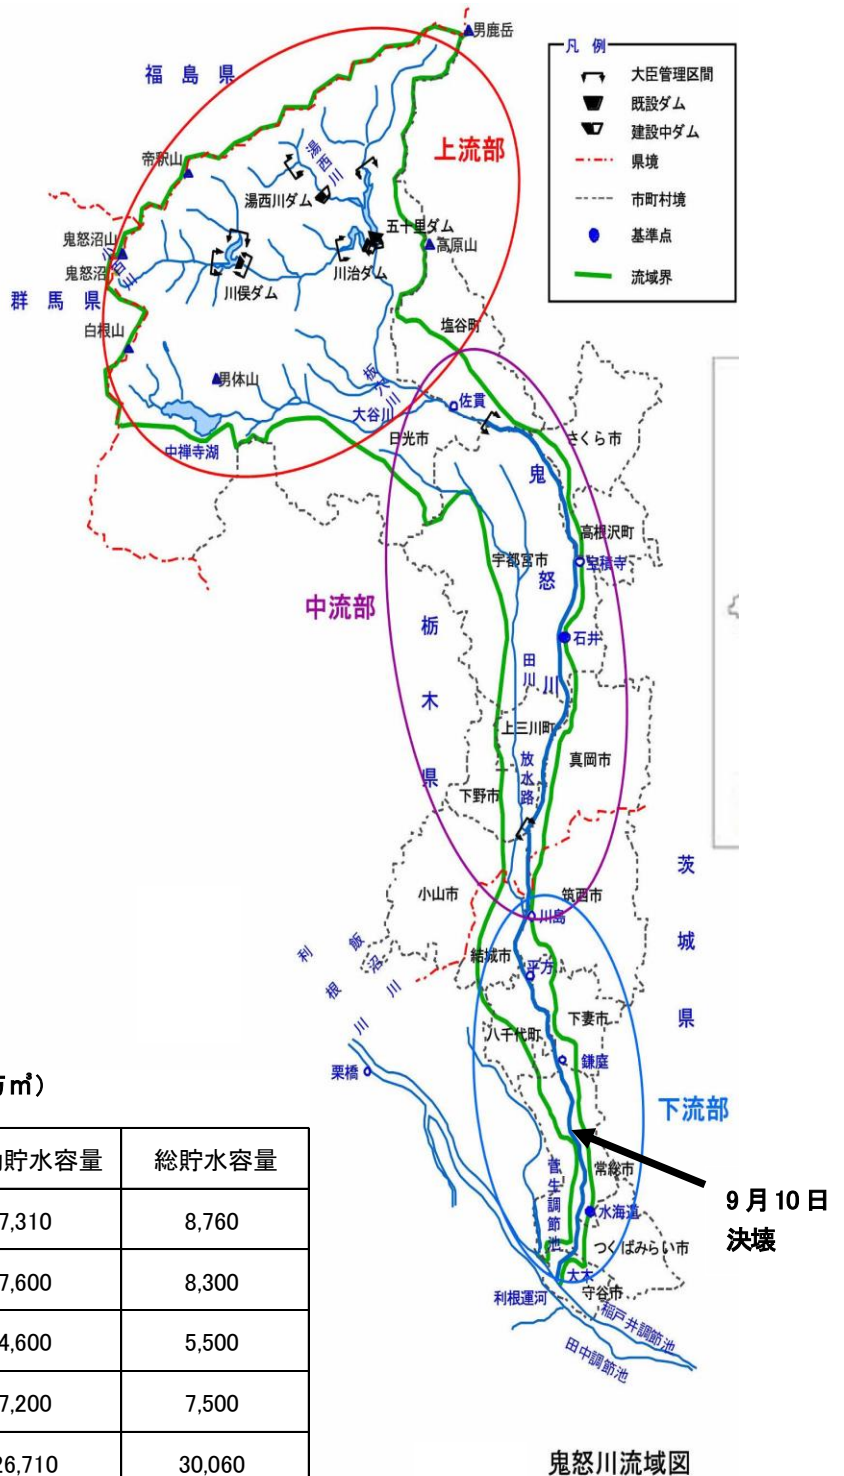 男鹿岳
福島県
凡例
大臣管理区間
既設ダム
建設中ダム
県境
市町村境
基準点
流域界
上流部
帝釈山
湯西川
湯西川ダム
五十里ダム
高原山
鬼怒沼山
鬼怒沼
川俣ダム
川治ダム
群馬県
白根山
塩谷町
男体山
板穴川
大谷川
佐貫
日光市
中禅寺湖
さくら市
鬼怒川
高根沢町
宝積寺
宇都宮市
中流部
栃木県
石井
田川
放水路
上三川町
真岡市
下野市
茨城県
小山市
筑西市
川島
結城市
平方
利根川
飯沼川
八千代町
下妻市
鎌庭
栗橋
下流部
菅生調節池
常総市
9月10日
決壊
水海道
つくばみらい市
大木
守谷市
利根運河
稲戸井調節池
田中調節池
㎥）
貯水容量 総貯水容量
7,310 8,760
7,600 8,300
4,600 5,500
7,200 7,500
26,710 30,060
鬼怒川流域図